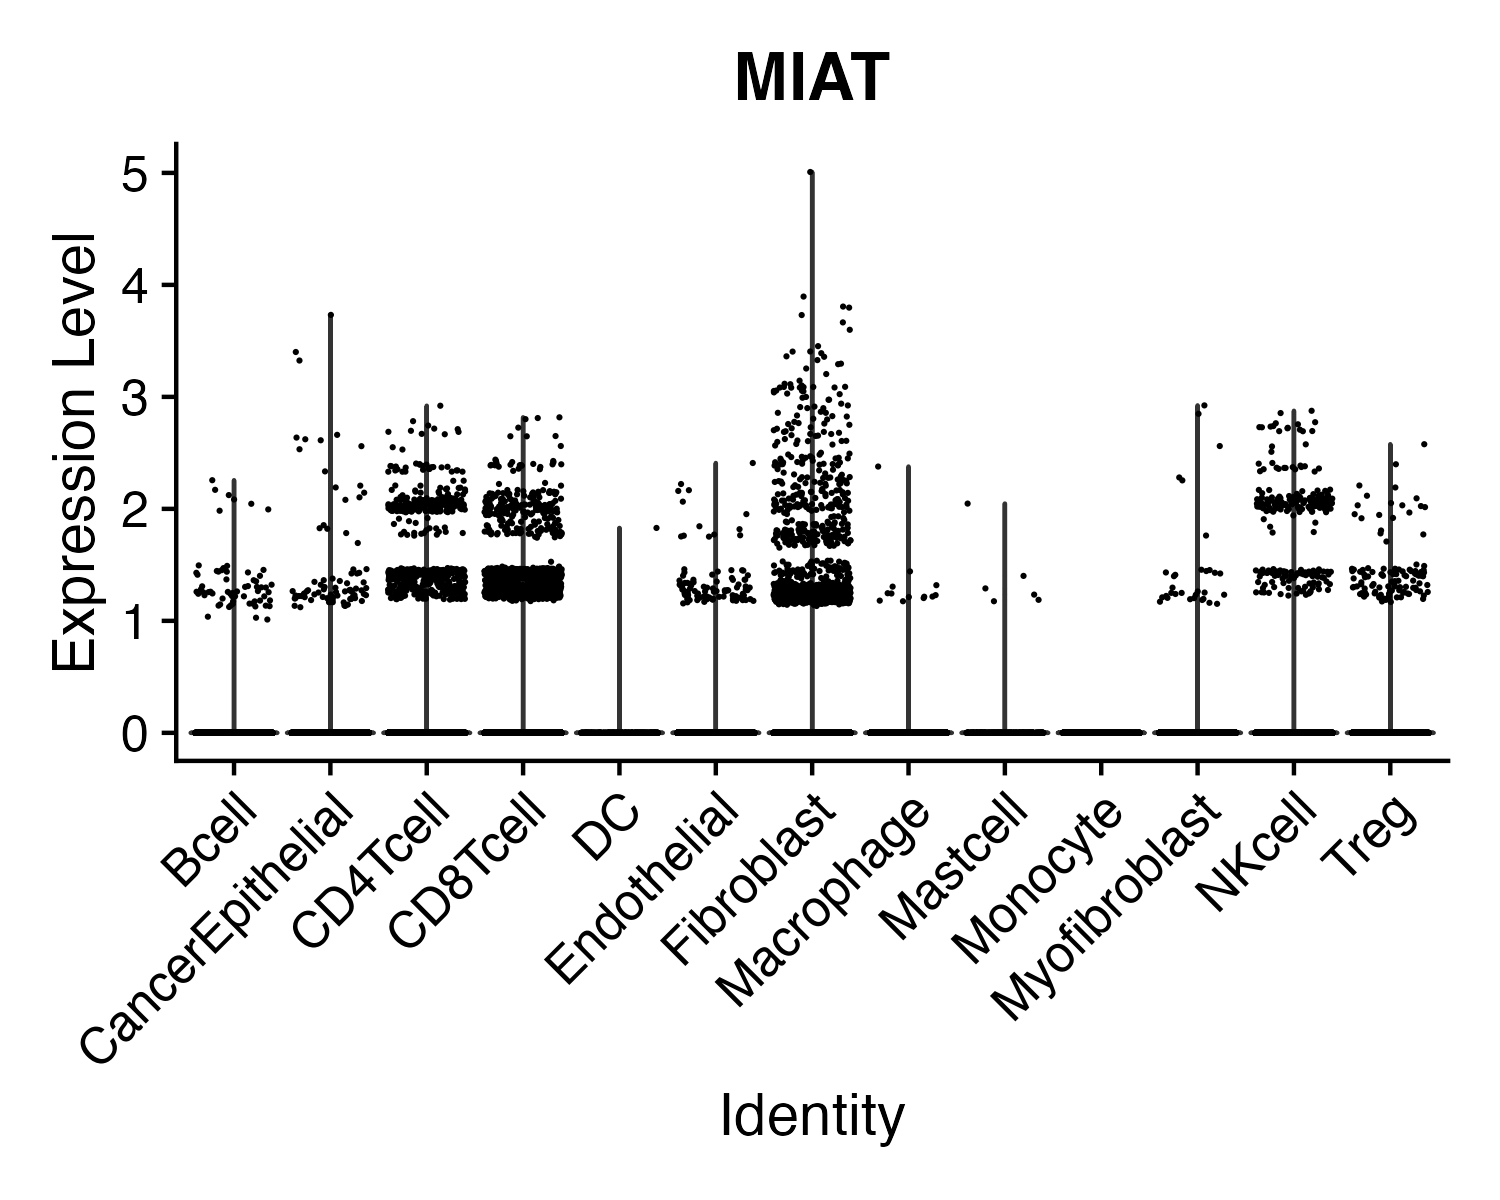 MIAT
Expression Level
5
4
3
2
1
0
Bcell
CancerEpithelial
CD4Tcell
CD8Tcell
DC
Endothelial
Fibroblast
Macrophage
Mastcell
Monocyte
Myofibroblast
NKcell
Treg
Identity